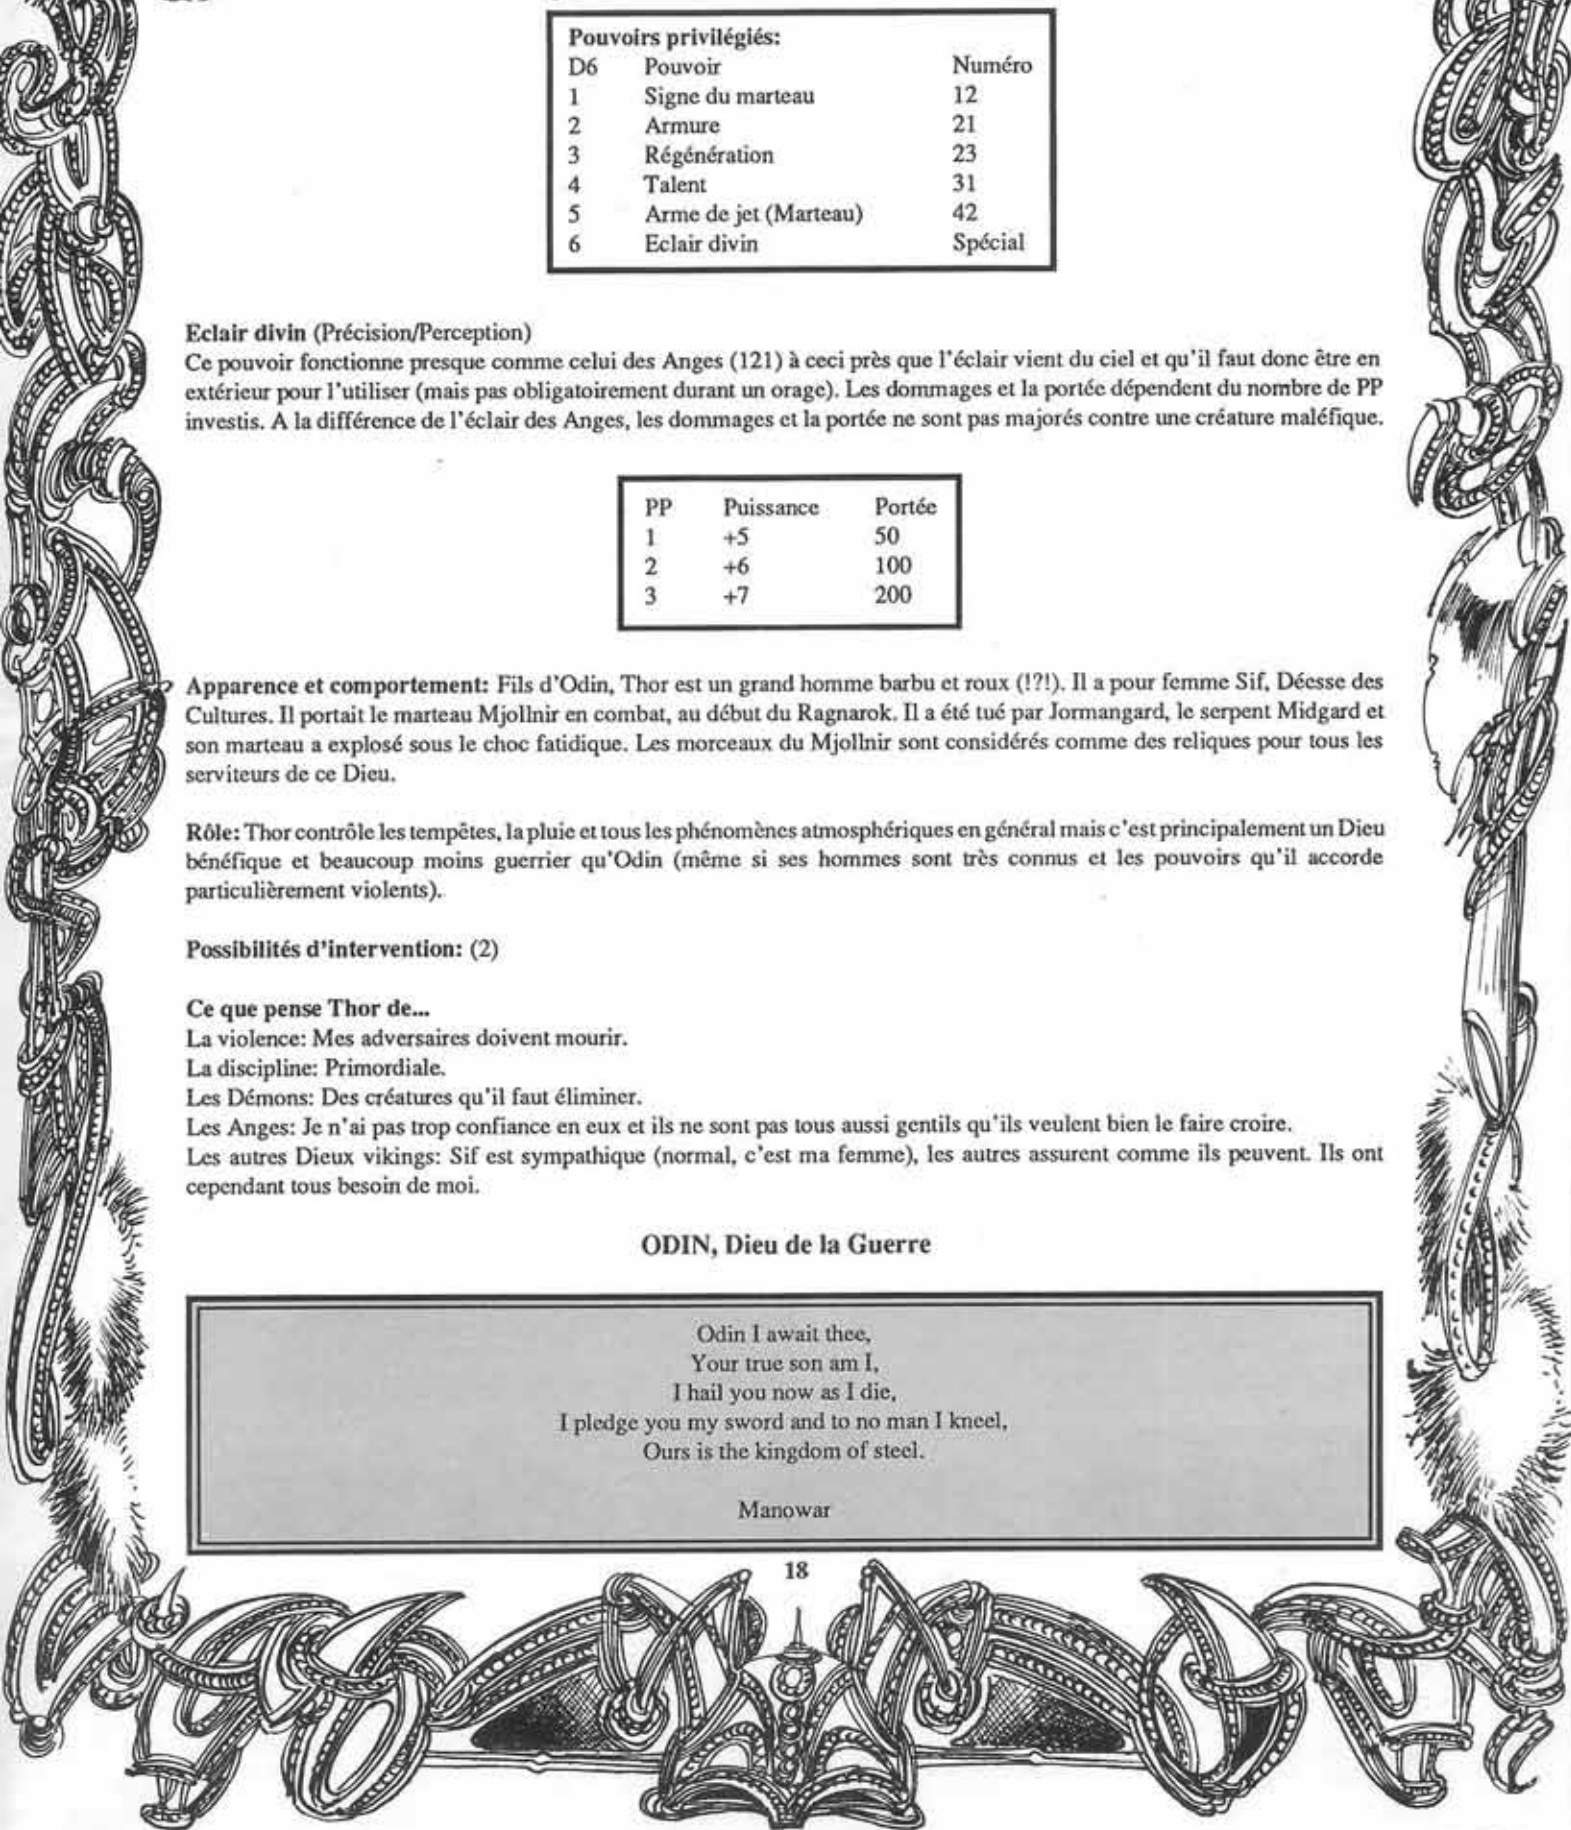 Pouvoirs privilégiés:
D6 Pouvoir Numéro
1 Signe du marteau 12
2 Armure 21
3 Régénération 23
4 Talent 31
5 Arme de jet (Marteau) 42
6 Eclair divin Spécial
Eclair divin (Précision/Perception)
Ce pouvoir fonctionne presque comme celui des Anges (121) à ceci près que l'éclair vient du ciel et qu'il faut donc être en
extérieur pour l'utiliser (mais pas obligatoirement durant un orage). Les dommages et la portée dépendent du nombre de PP
investis. A la différence de l'éclair des Anges, les dommages et la portée ne sont pas majorés contre une créature maléfique.
PP Puissance Portée
1 +5 50
2 +6 100
3 +7 200
Apparence et comportement: Fils d'Odin, Thor est un grand homme barbu et roux (!?!). Il a pour femme Sif, Déesse des
Cultures. Il portait le marteau Mjollnir en combat, au début du Ragnarok. Il a été tué par Jormangard, le serpent Midgard et
son marteau a explosé sous le choc fatidique. Les morceaux du Mjollnir sont considérés comme des reliques pour tous les
serviteurs de ce Dieu.
Rôle: Thor contrôle les tempêtes, la pluie et tous les phénomènes atmosphériques en général mais c'est principalement un Dieu
bénéfique et beaucoup moins guerrier qu'Odin (même si ses hommes sont très connus et les pouvoirs qu'il accorde
particulièrement violents).
Possibilités d'intervention: (2)
Ce que pense Thor de...
La violence: Mes adversaires doivent mourir.
La discipline: Primordiale.
Les Démons: Des créatures qu'il faut éliminer.
Les Anges: Je n'ai pas trop confiance en eux et ils ne sont pas tous aussi gentils qu'ils veulent bien le faire croire.
Les autres Dieux vikings: Sif est sympathique (normal, c'est ma femme), les autres assurent comme ils peuvent. Ils ont
cependant tous besoin de moi.
ODIN, Dieu de la Guerre
Odin I await thee,
Your true son am I,
I hail you now as I die,
I pledge you my sword and to no man I kneel,
Ours is the kingdom of steel.
Manowar
18